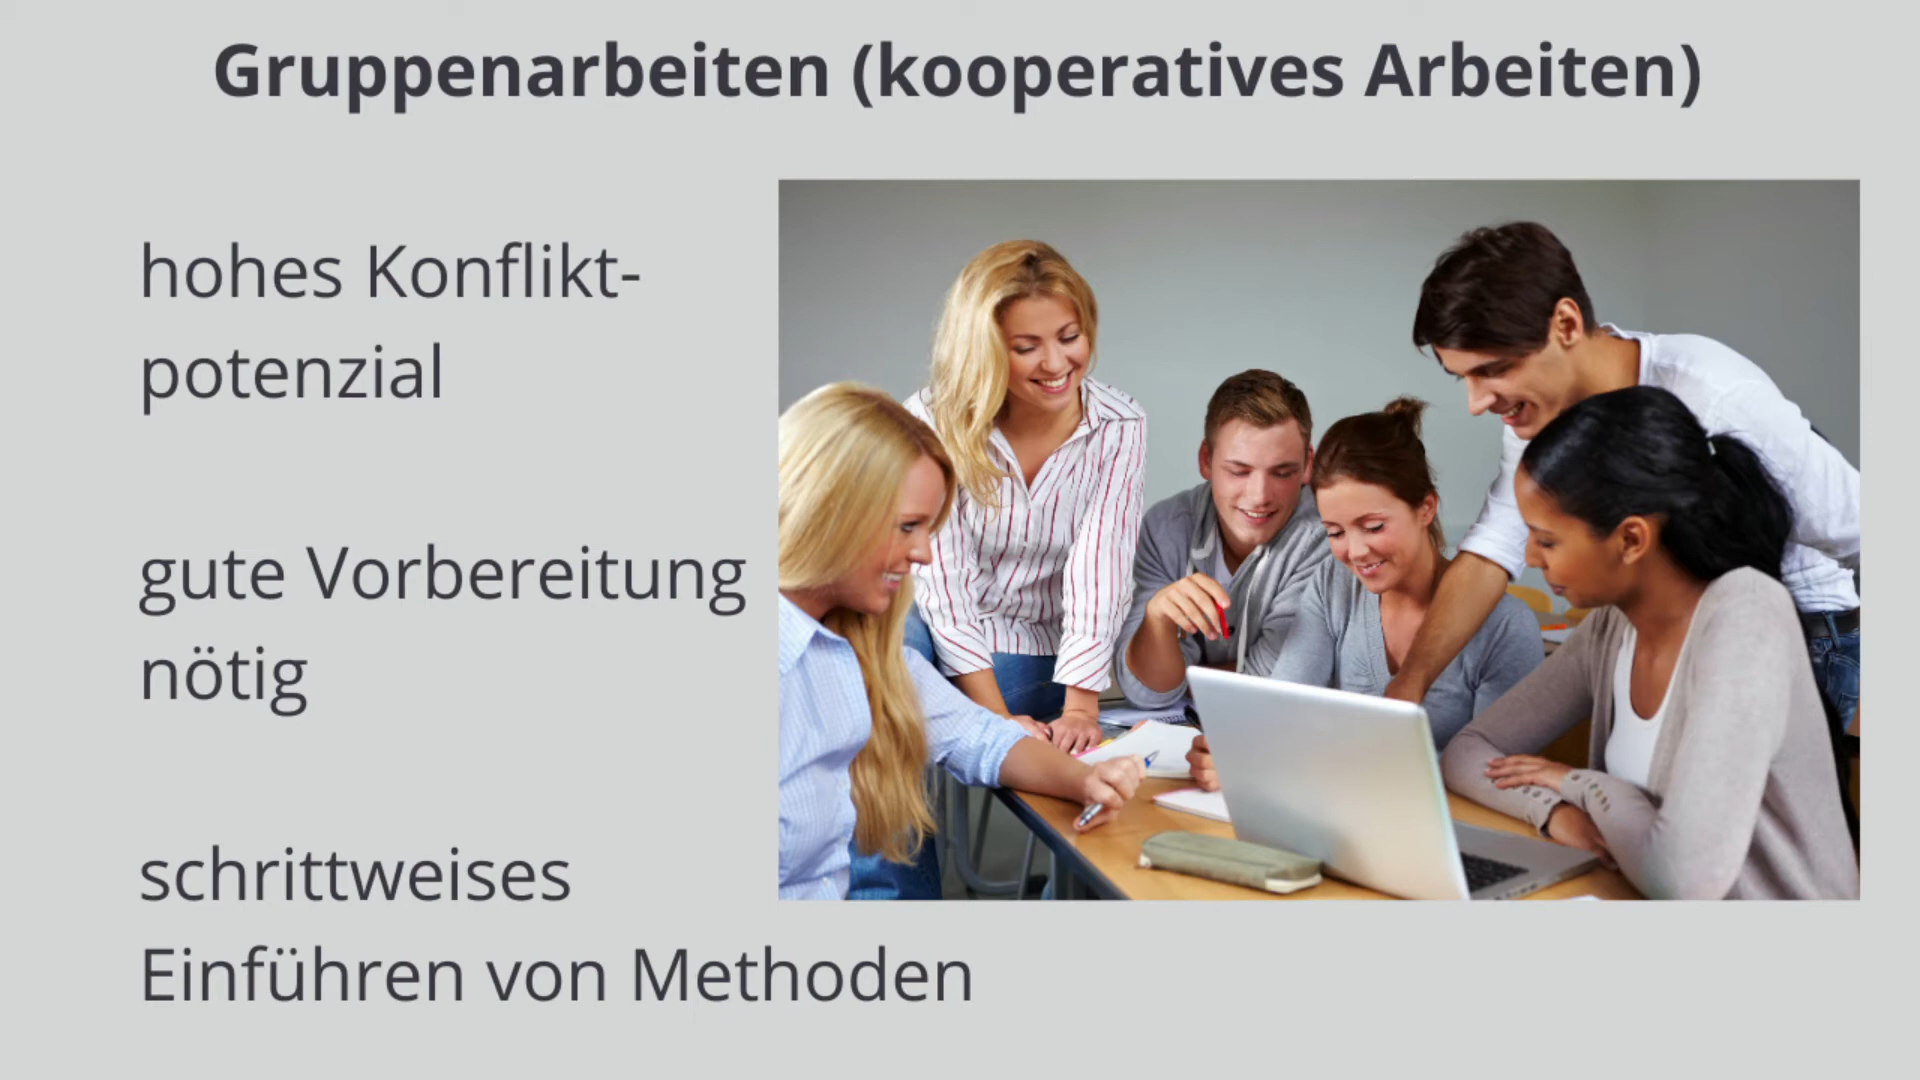 Gruppenarbeiten (kooperatives Arbeiten)
hohes Konflikt-
potenzial
gute Vorbereitung
nötig
schrittweises
Einführen von Methoden